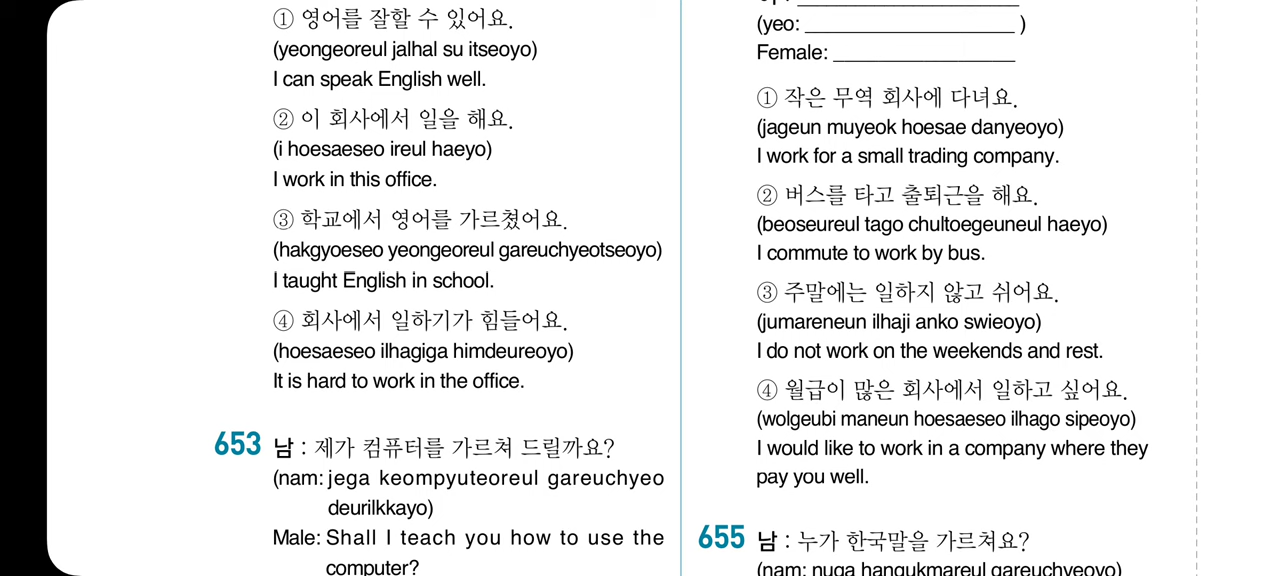 ① 영어를 잘할 수 있어요.
(yeongeoreul jalhal su itseoyo)
I can speak English well.
② 이 회사에서 일을 해요.
(i hoesaeseo ireul haeyo)
I work in this office.
③ 학교에서 영어를 가르쳤어요.
(hakgyoeseo yeongeoreul gareuchyeotseoyo)
I taught English in school.
④ 회사에서 일하기가 힘들어요.
(hoesaeseo ilhagiga himdeureoyo)
It is hard to work in the office.
653 남 : 제가 컴퓨터를 가르쳐 드릴까요?
(nam: jega keompyuteoreul gareuchyeo
deurilkkayo)
Male: Shall I teach you how to use the
computer?
(yeo: ____________________ )
Female: __________________
① 작은 무역 회사에 다녀요.
(jageun muyeok hoesae danyeoyo)
I work for a small trading company.
② 버스를 타고 출퇴근을 해요.
(beoseureul tago chultoegeuneul haeyo)
I commute to work by bus.
③ 주말에는 일하지 않고 쉬어요.
(jumareneun ilhaji anko swieoyo)
I do not work on the weekends and rest.
④ 월급이 많은 회사에서 일하고 싶어요.
(wolgeubi maneun hoesaeseo ilhago sipeoyo)
I would like to work in a company where they
pay you well.
655 남 : 누가 한국말을 가르쳐요?
(nam: nuga hangukmareul gareuchyeoyo)